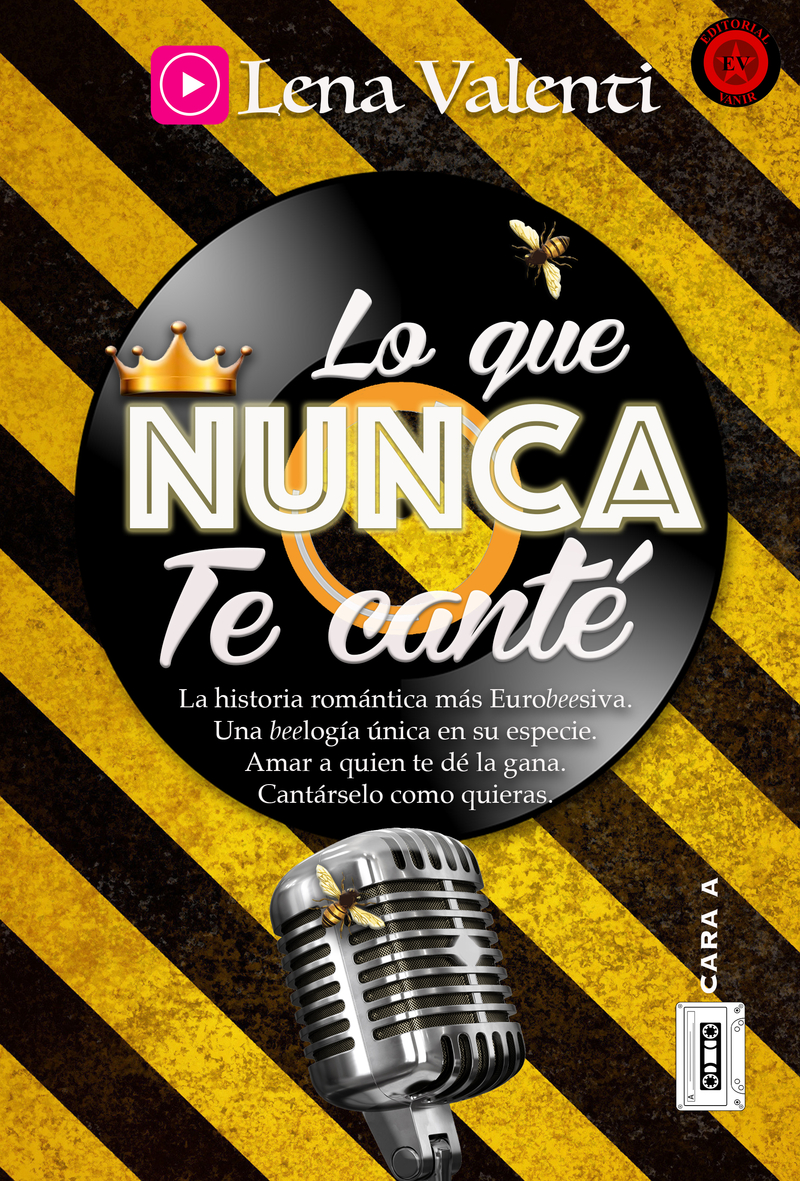 Lena Valenti
EDITORIAL
EV
VANIR
Lo que
NUNCA
Te canté
La historia romántica más Eurobeesiva.
Una beelogía única en su especie.
Amar a quien te dé la gana.
Cantárselo como quieras.
CARA A
A